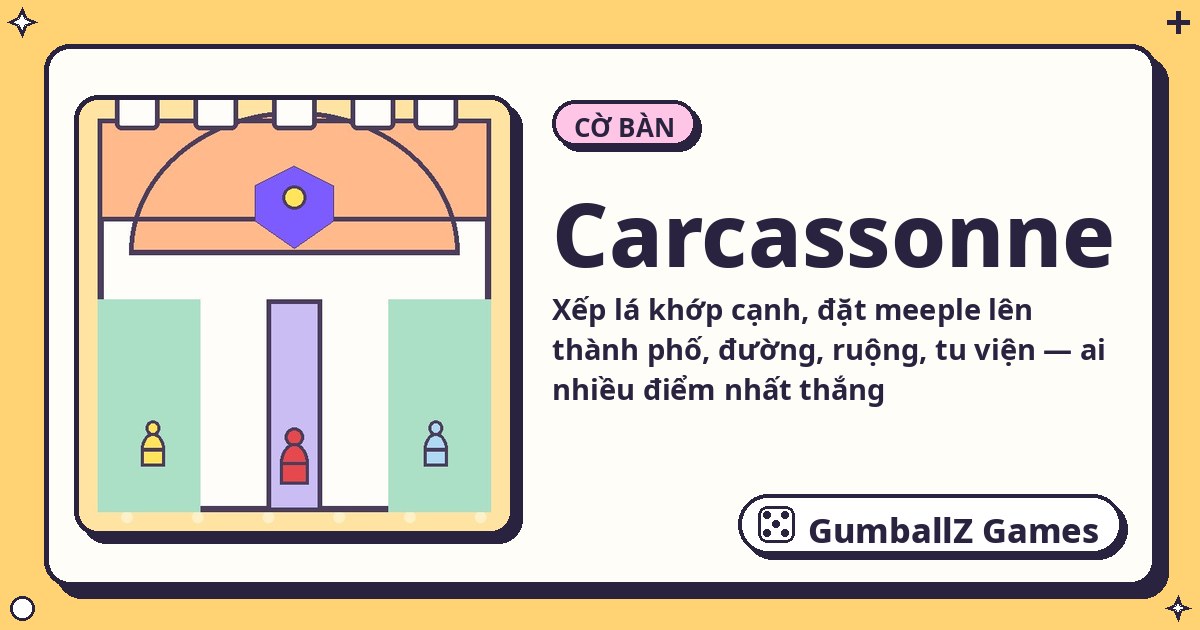 CỜ BÀN
Carcassonne
Xếp lá khớp cạnh, đặt meeple lên
thành phố, đường, ruộng, tu viện — ai
nhiều điểm nhất thắng
GumballZ Games